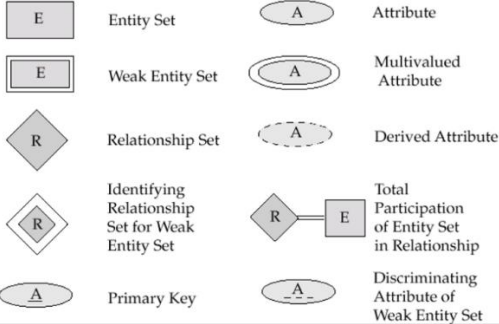 E
Entity Set
A
Attribute
E
Weak Entity Set
A
Multivalued
Attribute
R
Relationship Set
A
Derived Attribute
R
Identifying
Relationship
Set for Weak
Entity Set
R
E
Total
Participation
of Entity Set
in Relationship
A
Primary Key
A
Discriminating
Attribute of
Weak Entity Set